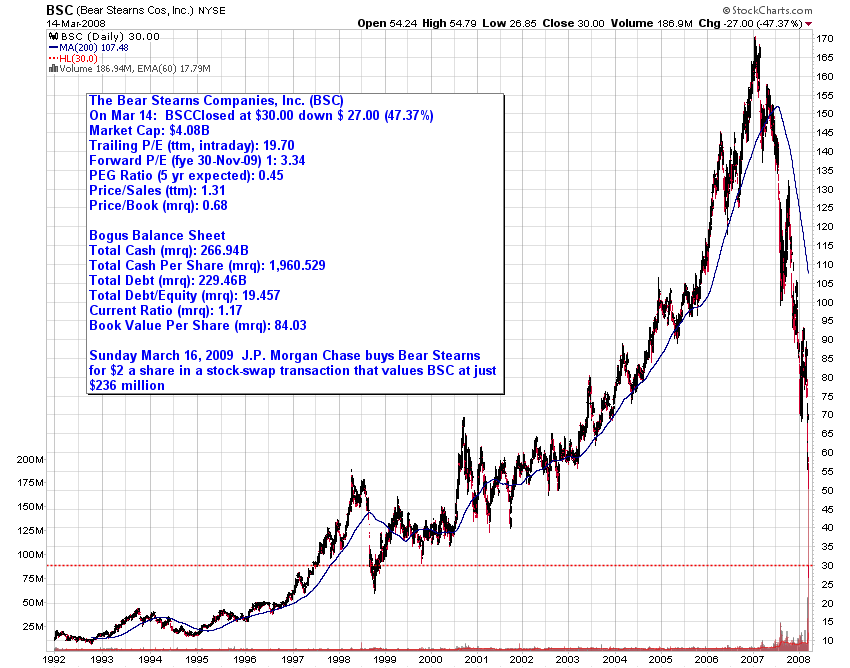 BSC (Bear Stearns Cos, Inc.) NYSE
© StockCharts.com
14-Mar-2008
Open 54.24 High 54.79 Low 26.85 Close 30.00 Volume 186.9M Chg -27.00 (-47.37%)
BSC (Daily) 30.00
MA(200) 107.48
HL(30.0)
Volume 186.94M, EMA(60) 17.79M
The Bear Stearns Companies, Inc. (BSC)
On Mar 14:  BSCClosed at $30.00 down $ 27.00 (47.37%)
Market Cap: $4.08B
Trailing P/E (ttm, intraday): 19.70
Forward P/E (fye 30-Nov-09) 1: 3.34
PEG Ratio (5 yr expected): 0.45
Price/Sales (ttm): 1.31
Price/Book (mrq): 0.68
Bogus Balance Sheet
Total Cash (mrq): 266.94B
Total Cash Per Share (mrq): 1,960.529
Total Debt (mrq): 229.46B
Total Debt/Equity (mrq): 19.457
Current Ratio (mrq): 1.17
Book Value Per Share (mrq): 84.03
Sunday March 16, 2009  J.P. Morgan Chase buys Bear Stearns
for $2 a share in a stock-swap transaction that values BSC at just
$236 million
170
165
160
155
150
145
140
135
130
125
120
115
110
105
100
95
90
85
80
75
70
65
60
55
50
45
40
35
30
25
20
15
10
200M
175M
150M
125M
100M
75M
50M
25M
1992 1993 1994 1995 1996 1997 1998 1999 2000 2001 2002 2003 2004 2005 2006 2007 2008